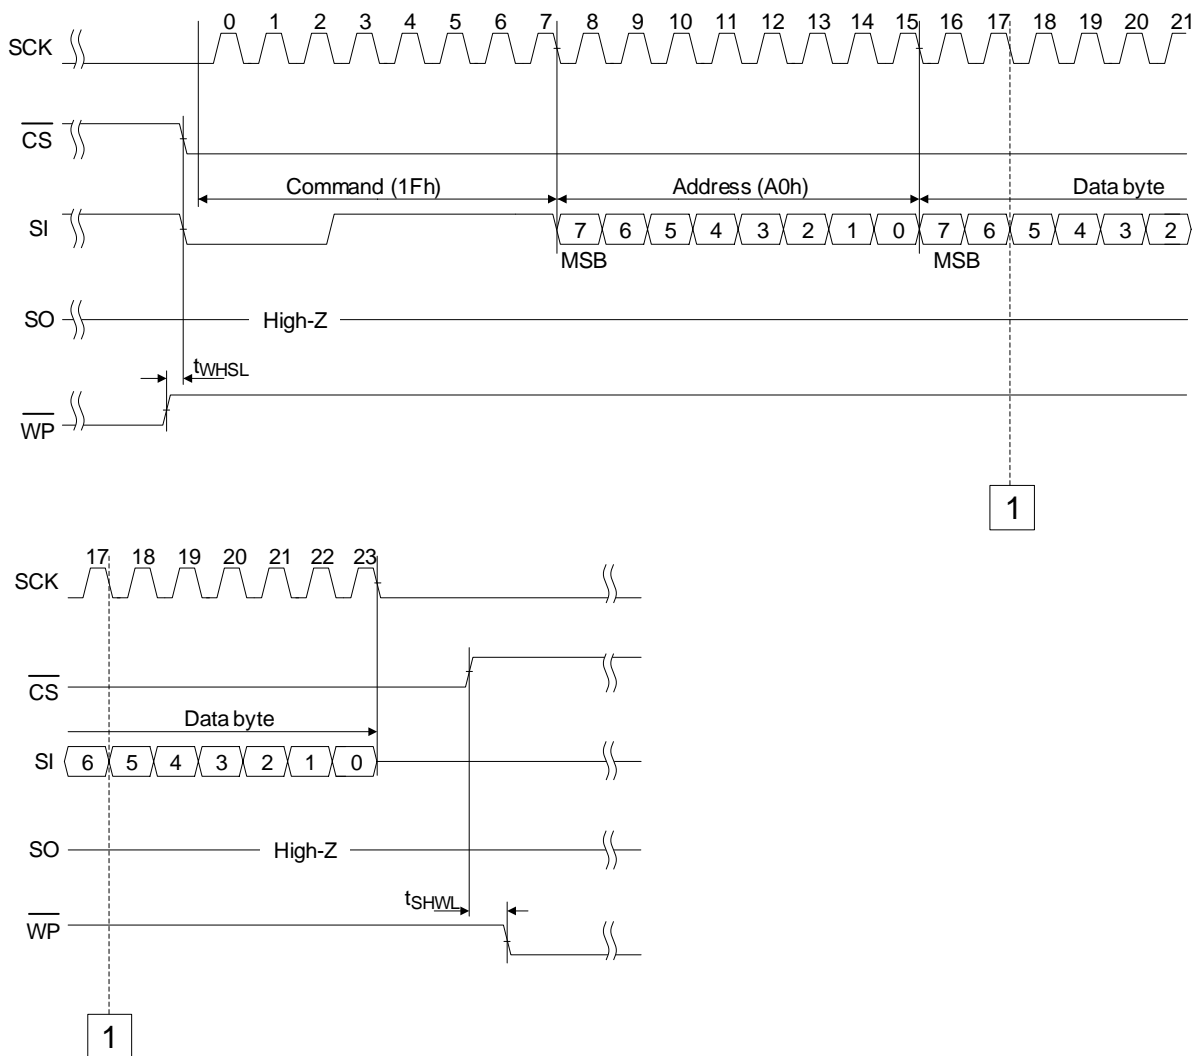 0 1 2 3 4 5 6 7 8 9 10 11 12 13 14 15 16 17 18 19 20 21
SCK
CS
Command (1Fh) Address (A0h) Data byte
SI 7 6 5 4 3 2 1 0 7 6 5 4 3 2
MSB MSB
SO High-Z
tWHSL
WP
1
17 18 19 20 21 22 23
SCK
CS
Data byte
SI 6 5 4 3 2 1 0
SO High-Z
tSHWL
WP
1